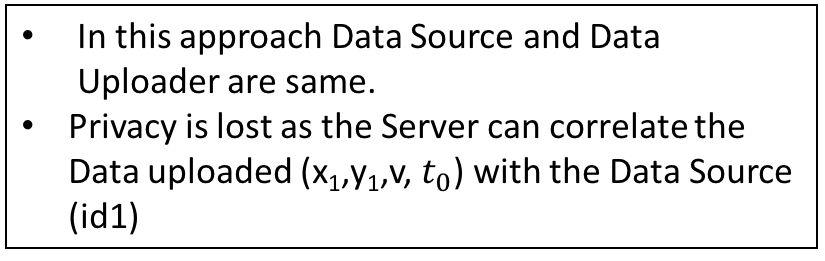 • In this approach Data Source and Data
Uploader are same.
• Privacy is lost as the Server can correlate the
Data uploaded (x₁,y₁,v, t₀) with the Data Source
(id1)